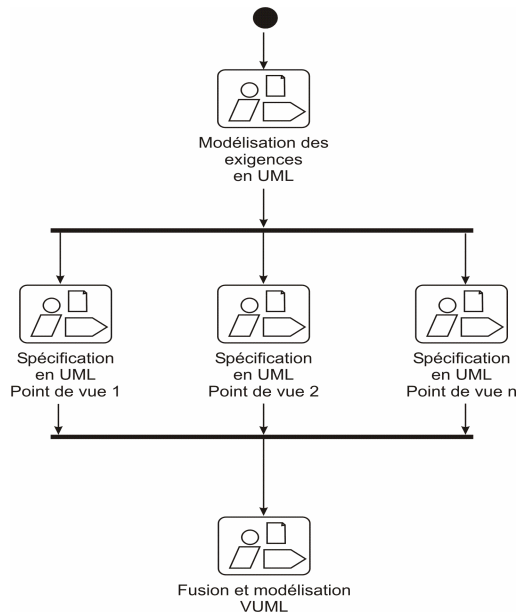 Modélisation des
exigences
en UML
Spécification
en UML
Point de vue 1
Spécification
en UML
Point de vue 2
Spécification
en UML
Point de vue n
Fusion et modélisation
VUML